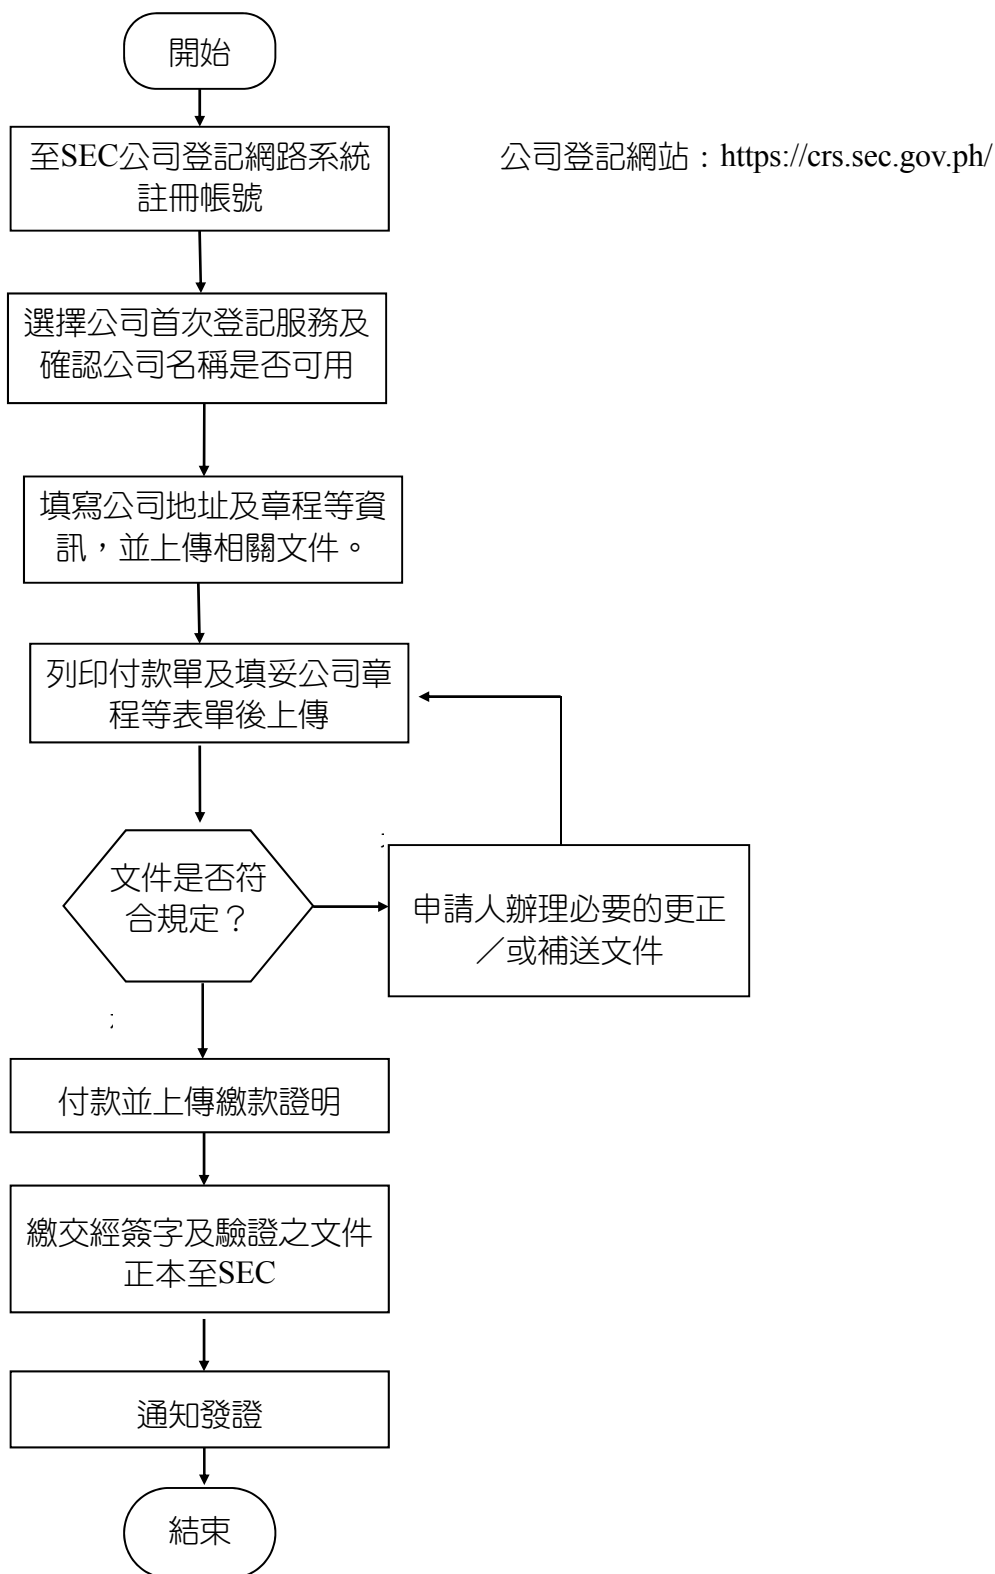 開始
至SEC公司登記網路系統
註冊帳號
公司登記網站：https://crs.sec.gov.ph/
選擇公司首次登記服務及
確認公司名稱是否可用
填寫公司地址及章程等資
訊，並上傳相關文件。
列印付款單及填妥公司章
程等表單後上傳
文件是否符
合規定？
申請人辦理必要的更正
／或補送文件
付款並上傳繳款證明
繳交經簽字及驗證之文件
正本至SEC
通知發證
結束